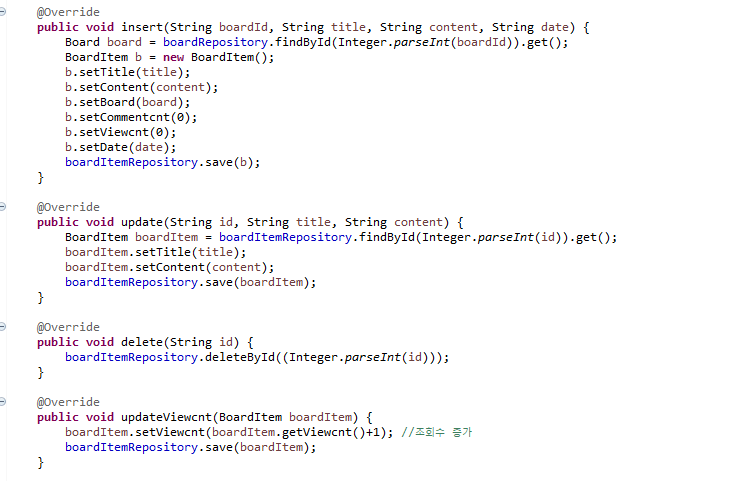 @Override
public void insert(String boardId, String title, String content, String date) {
Board board = boardRepository.findById(Integer.parseInt(boardId)).get();
BoardItem b = new BoardItem();
b.setTitle(title);
b.setContent(content);
b.setBoard(board);
b.setCommentcnt(0);
b.setViewcnt(0);
b.setDate(date);
boardItemRepository.save(b);
}
@Override
public void update(String id, String title, String content) {
BoardItem boardItem = boardItemRepository.findById(Integer.parseInt(id)).get();
boardItem.setTitle(title);
boardItem.setContent(content);
boardItemRepository.save(boardItem);
}
@Override
public void delete(String id) {
boardItemRepository.deleteById((Integer.parseInt(id)));
}
@Override
public void updateViewcnt(BoardItem boardItem) {
boardItem.setViewcnt(boardItem.getViewcnt()+1); //조회수 증가
boardItemRepository.save(boardItem);
}